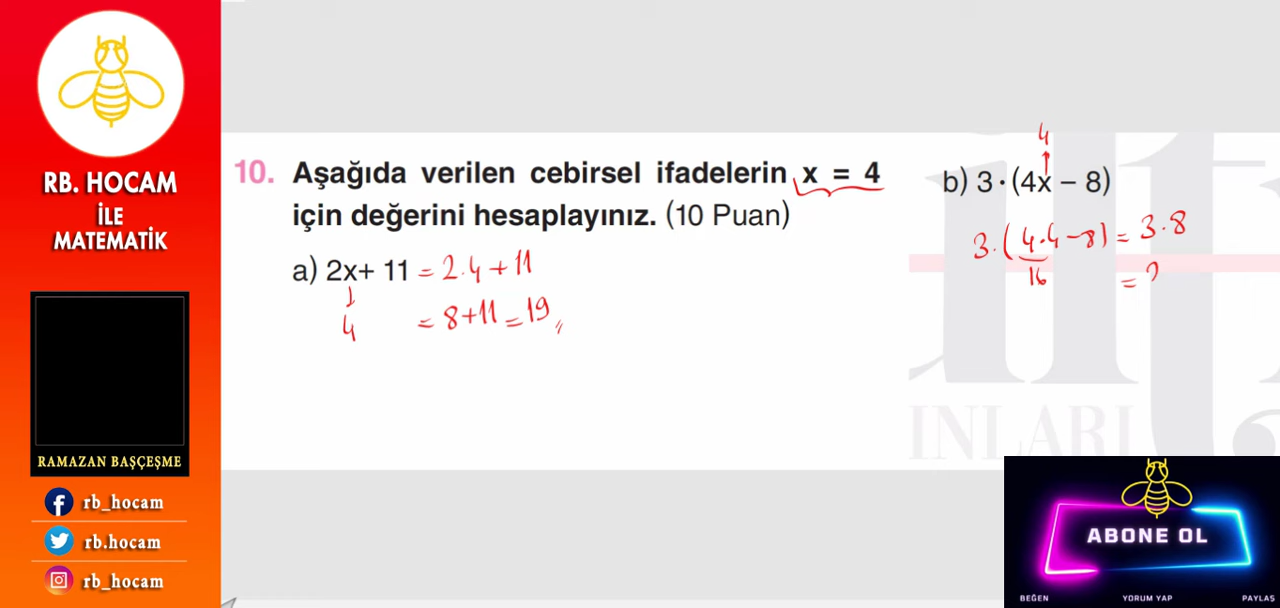 RB. HOCAM
İLE
MATEMATİK
RAMAZAN BAŞÇEŞME
rb_hocam
rb.hocam
rb_hocam
10. Aşağıda verilen cebirsel ifadelerin x = 4
için değerini hesaplayınız. (10 Puan)
a) 2x+ 11 = 2.4+11
4
= 8+11=19
4
b) 3·(4x – 8)
3.(4.4-8)=3.8
16
=
INLARI
ABONE OL
BEĞEN YORUM YAP PAYLAŞ